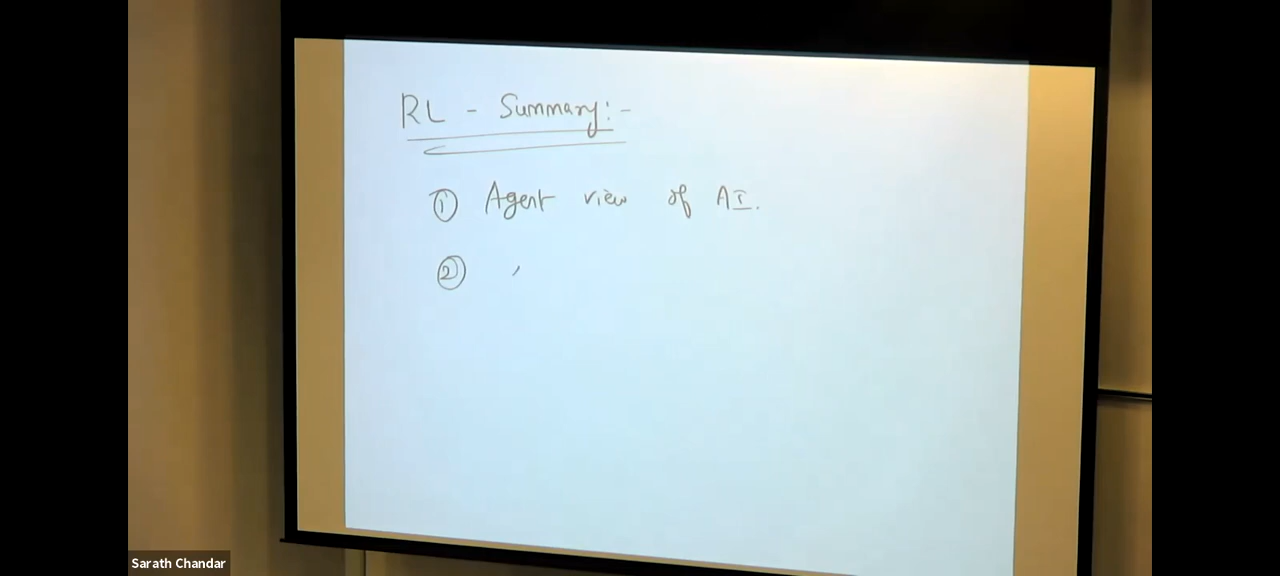 RL - Summary:-
① Agent view of AI.
②
Sarath Chandar